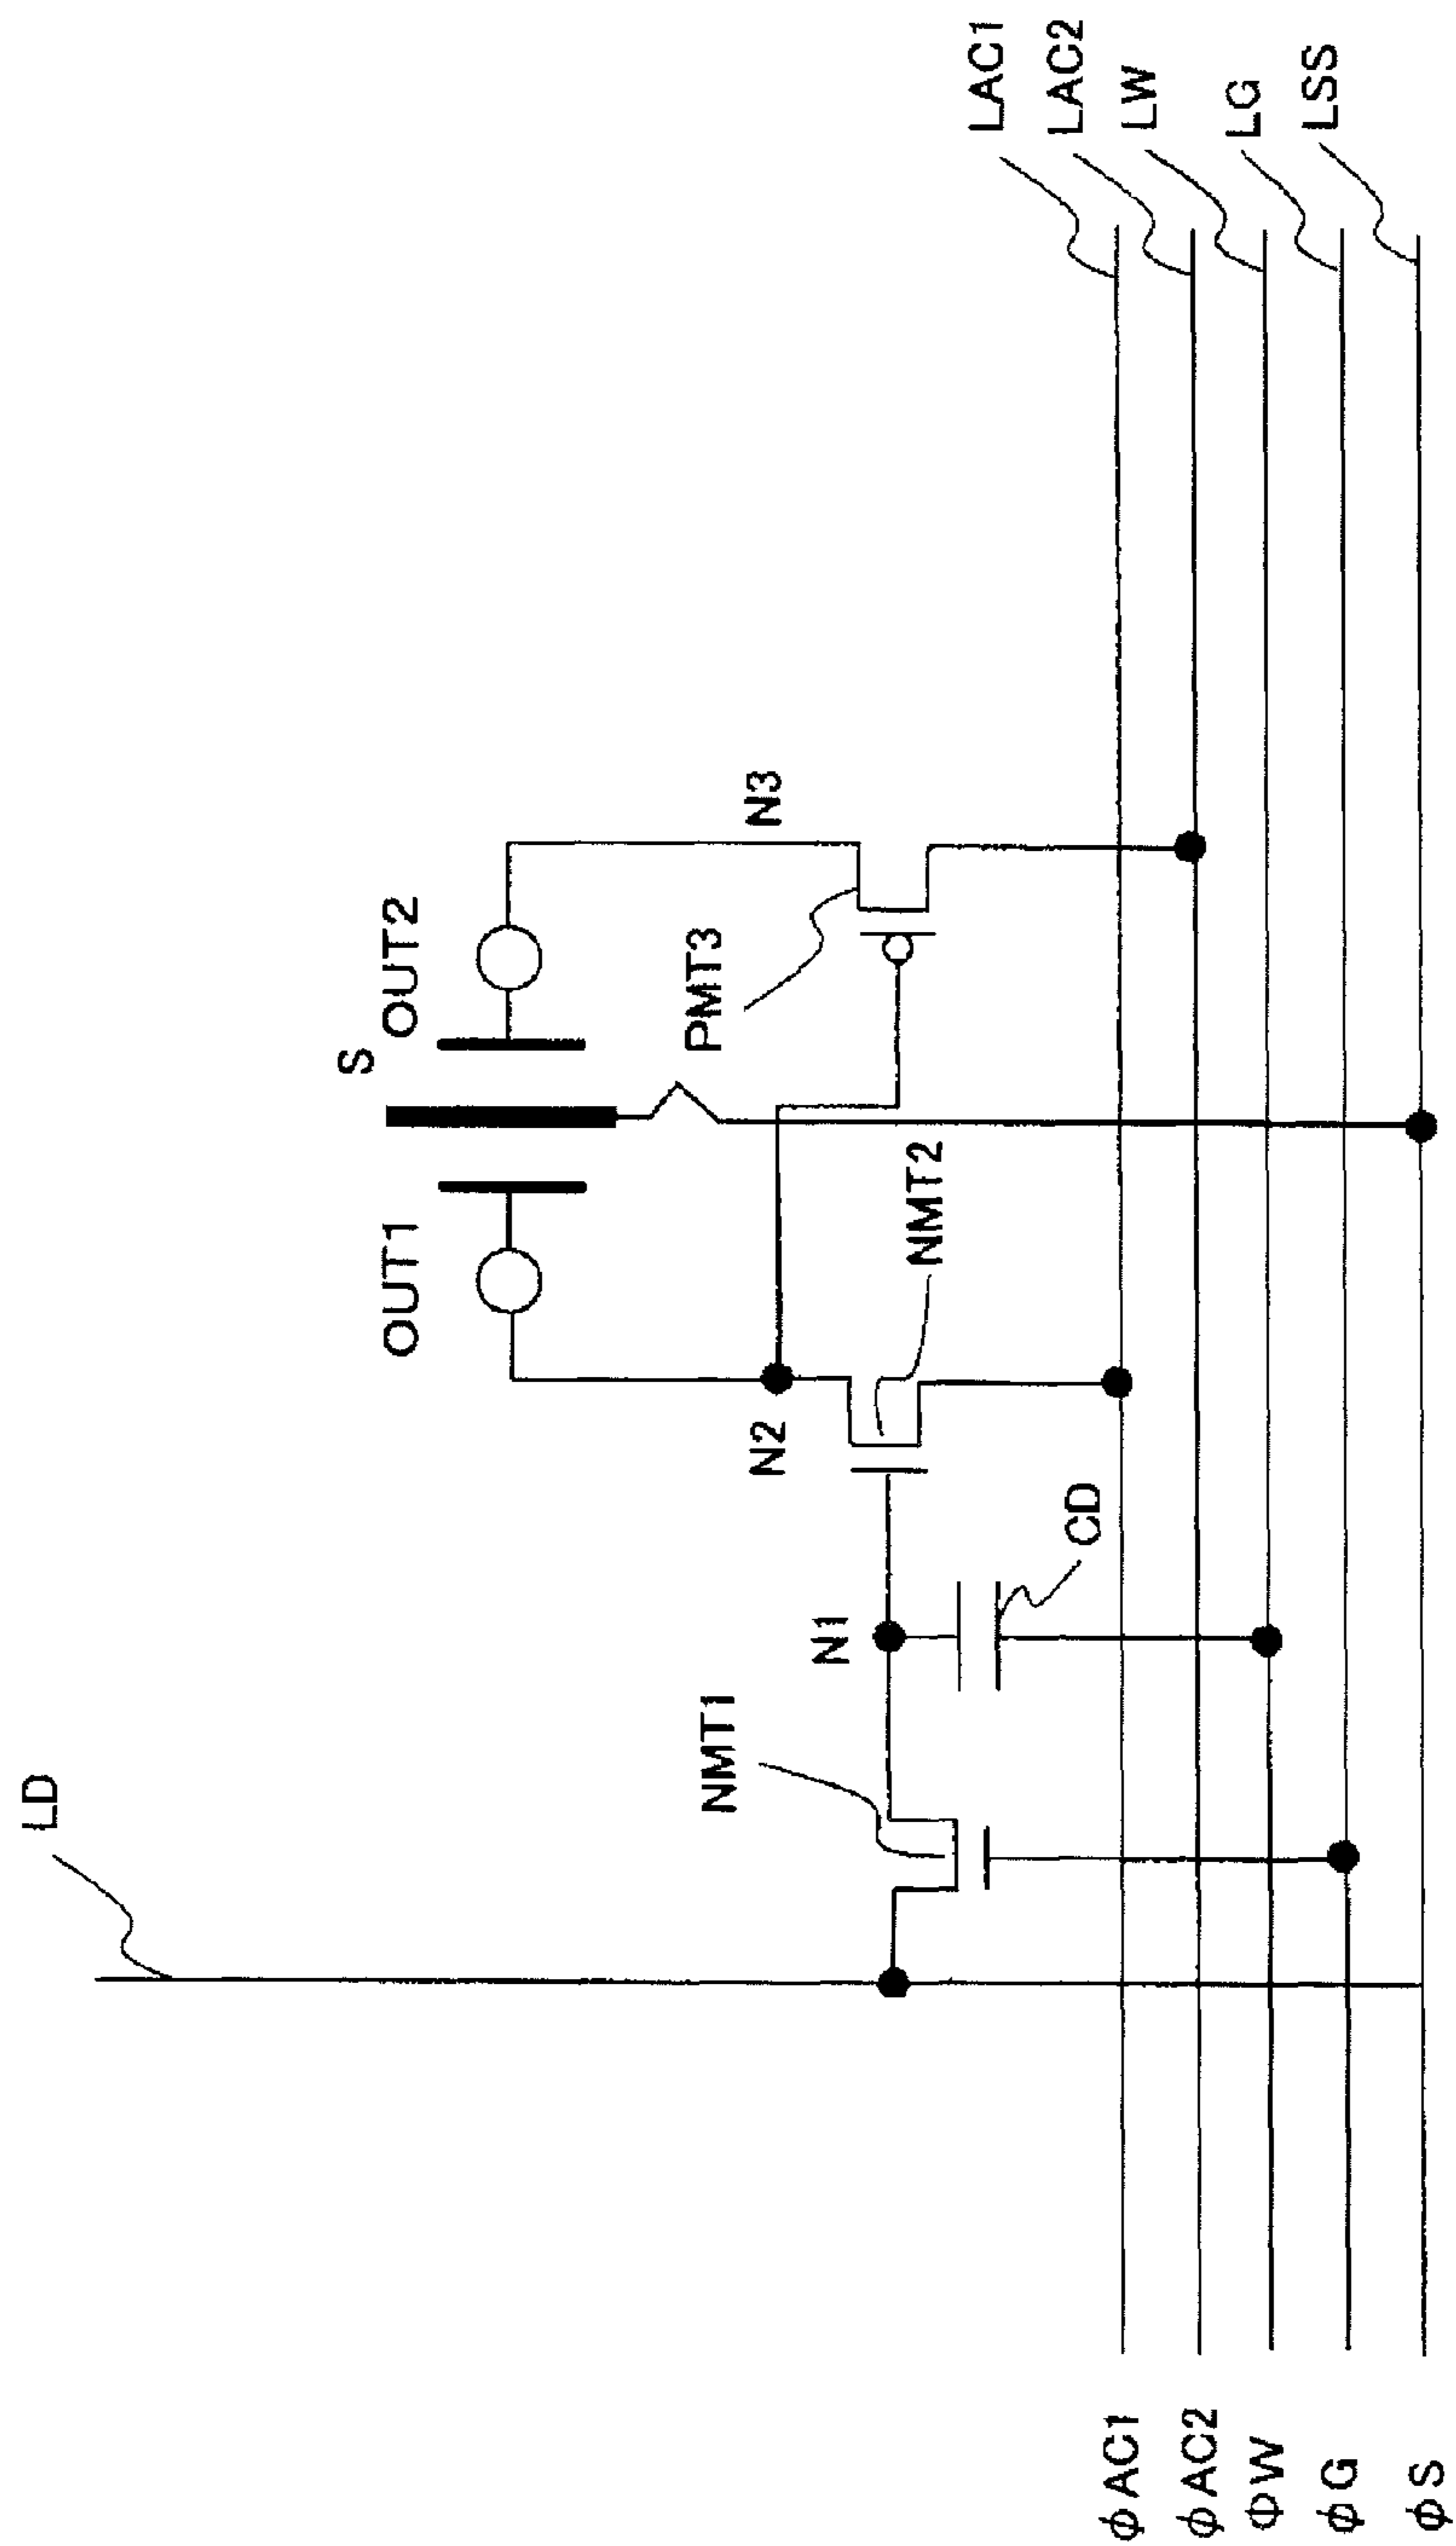 LD
S
OUT1
OUT2
N2
N3
NMT1
N1
NMT2
PMT3
CD
LAC1
LAC2
LW
LG
LSS
φAC1
φAC2
ΦW
φG
φS